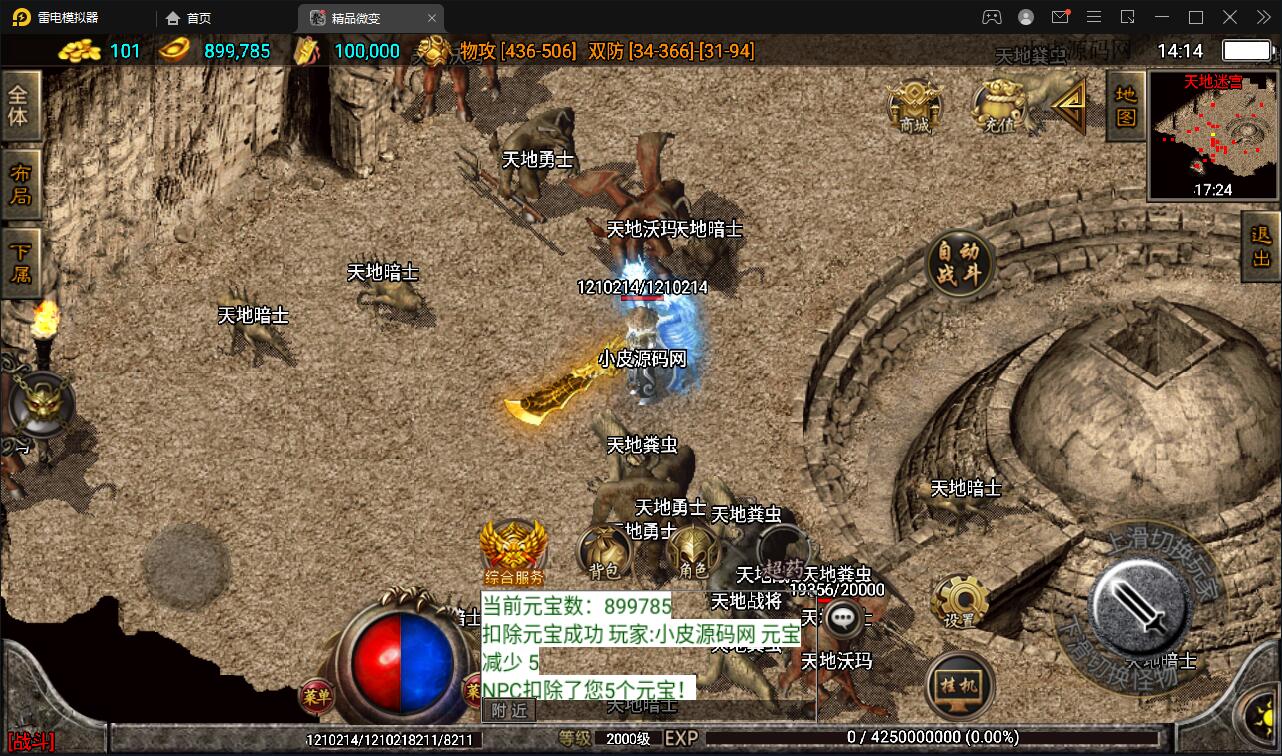 雷电模拟器
首页
精品微变
101
899,785
100,000
物攻 [436-506] 双防 [34-366]-[31-94]
天地粪虫
源码网
14:14
全体
布局
下属
商城
充值
地图
天地迷宫
17:24
退出
天地勇士
天地沃玛
天地暗士
天地暗士
天地暗士
自动战斗
1210214/1210214
小皮源码网
天地粪虫
天地暗士
天地勇士
天地粪虫
天地勇士
综合服务
背包
角色
超药
天地粪虫
19356/20000
天地战将
当前元宝数：899785
扣除元宝成功 玩家:小皮源码网 元宝
减少 5
NPC扣除了您5个元宝！
附近
天地暗士
天地沃玛
设置
挂机
上滑切换玩家
下滑切换怪物
天地暗士
菜单
[战斗]
1210214/1210218211/8211
等级 2000级 EXP
0 / 4250000000 (0.00%)